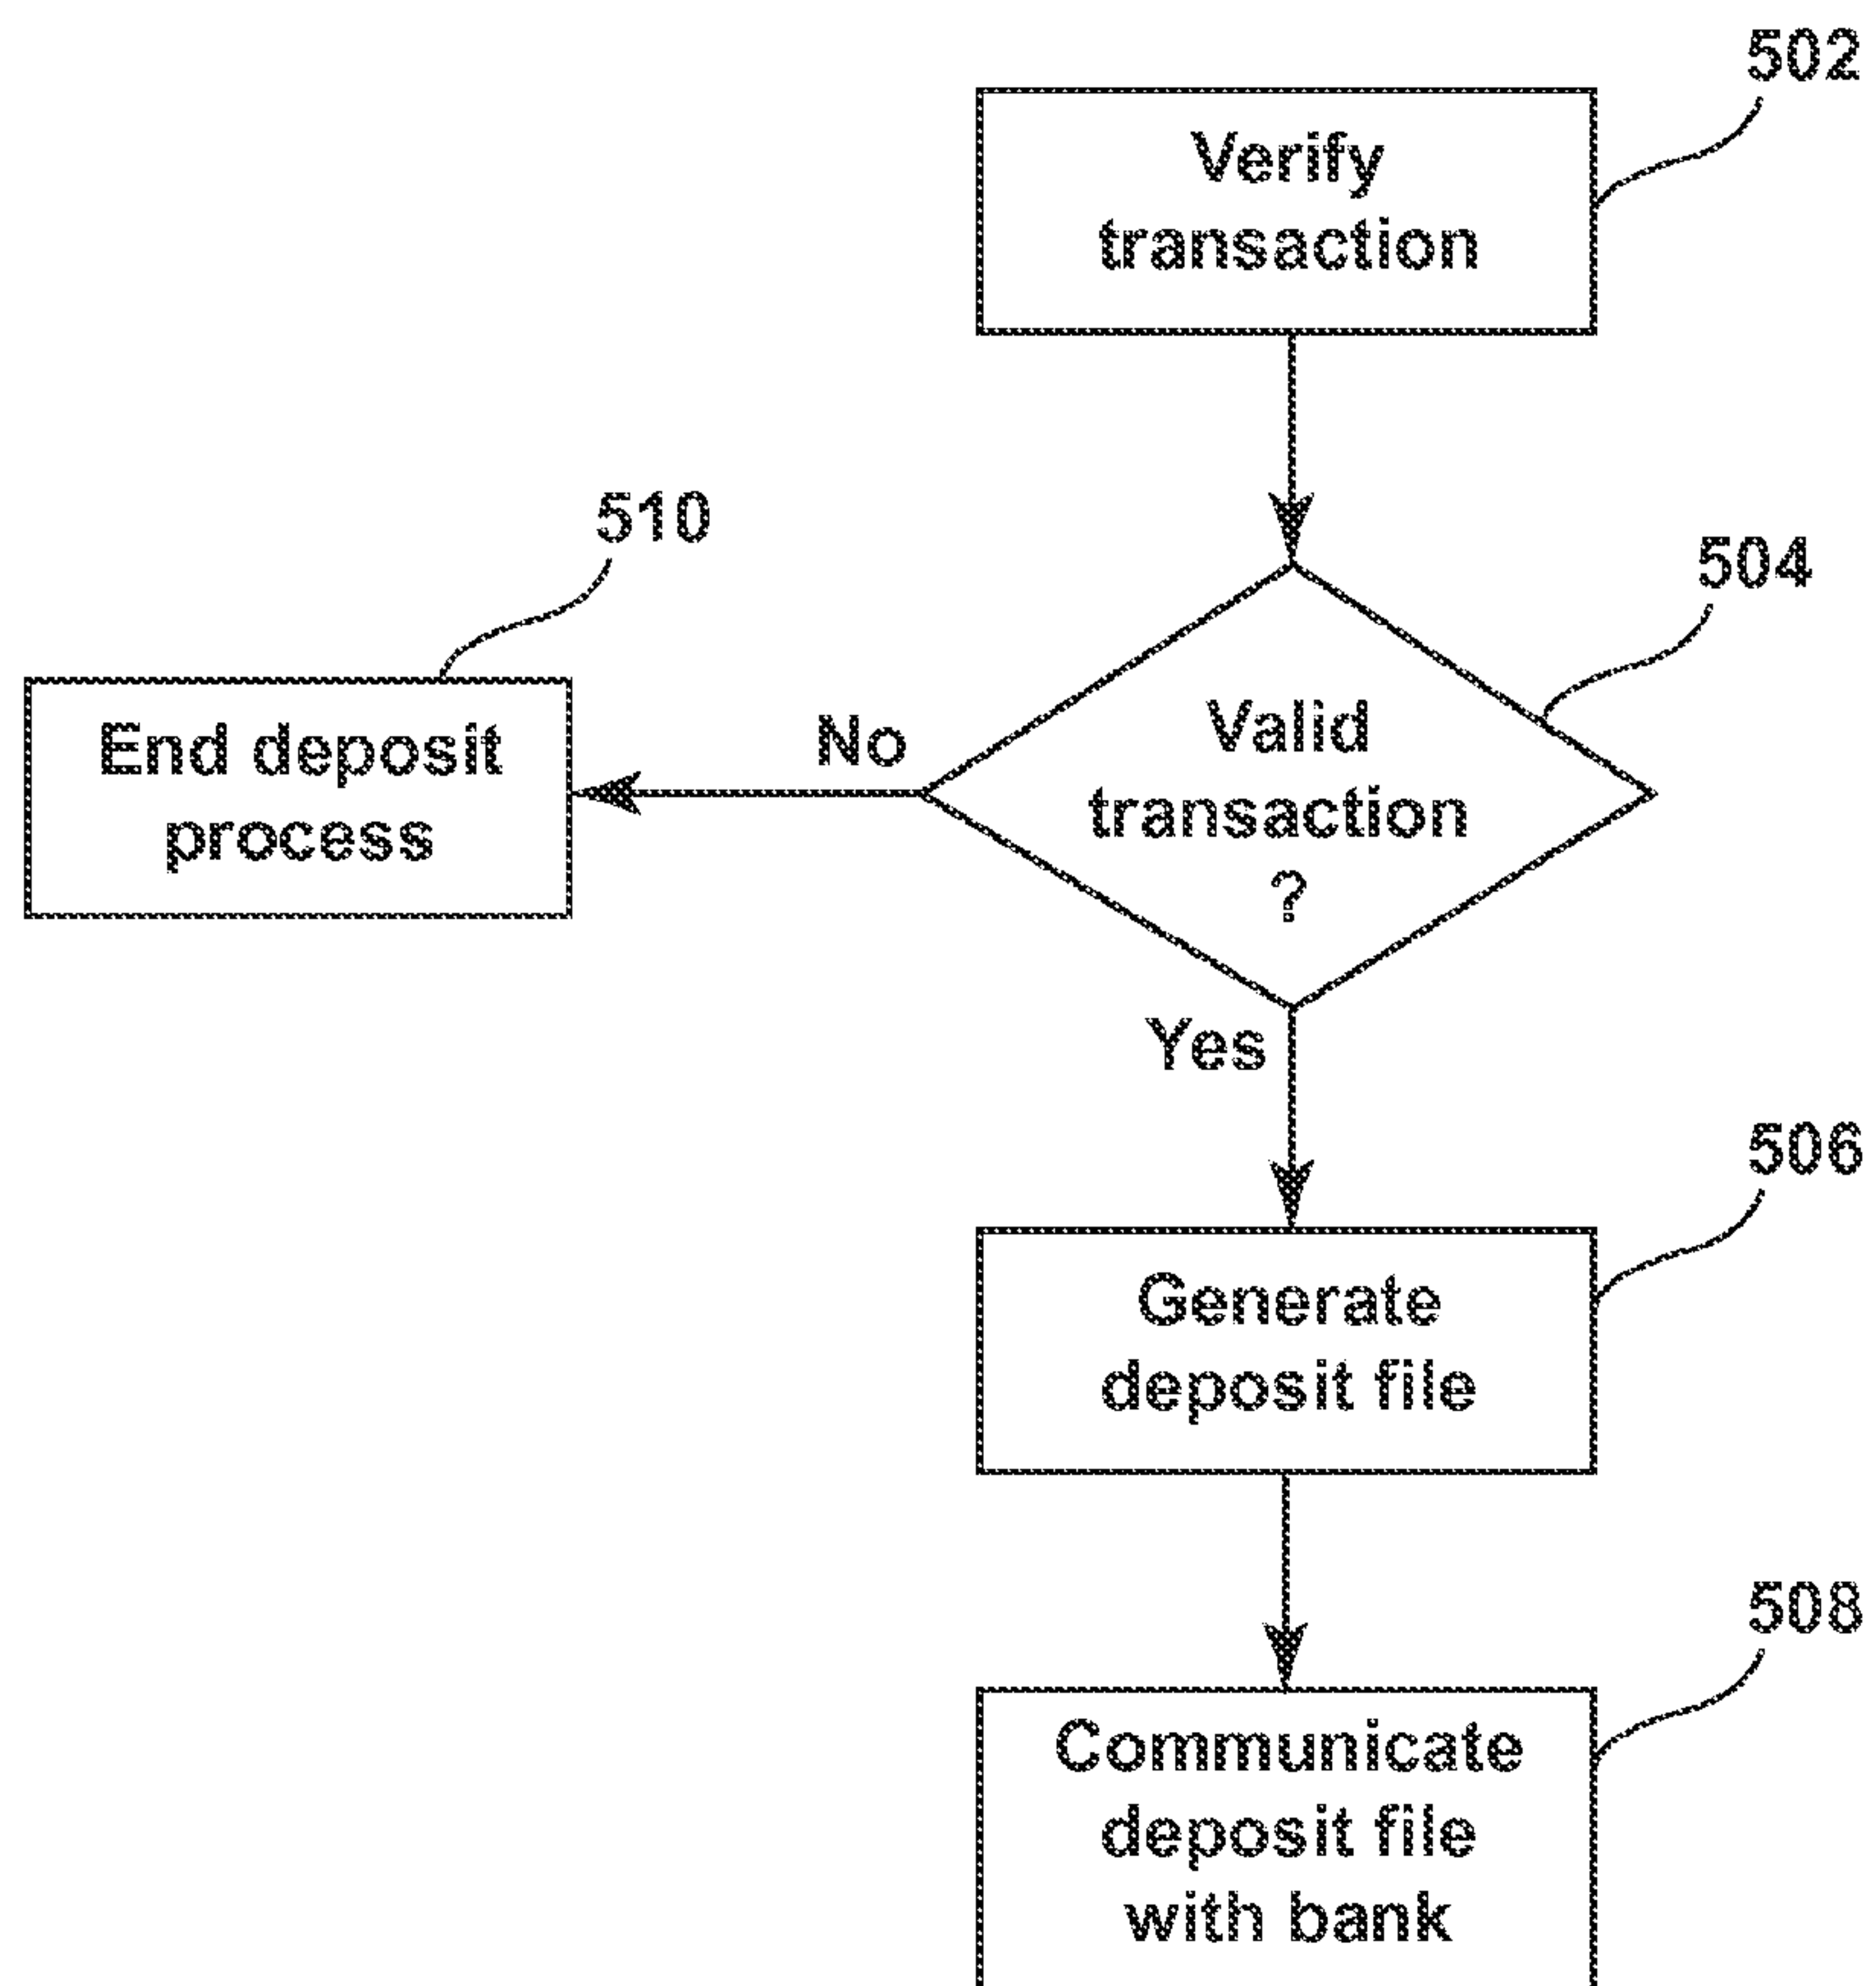 502
Verify
transaction
510
504
End deposit
process
No
Valid
transaction
?
Yes
506
Generate
deposit file
508
Communicate
deposit file
with bank